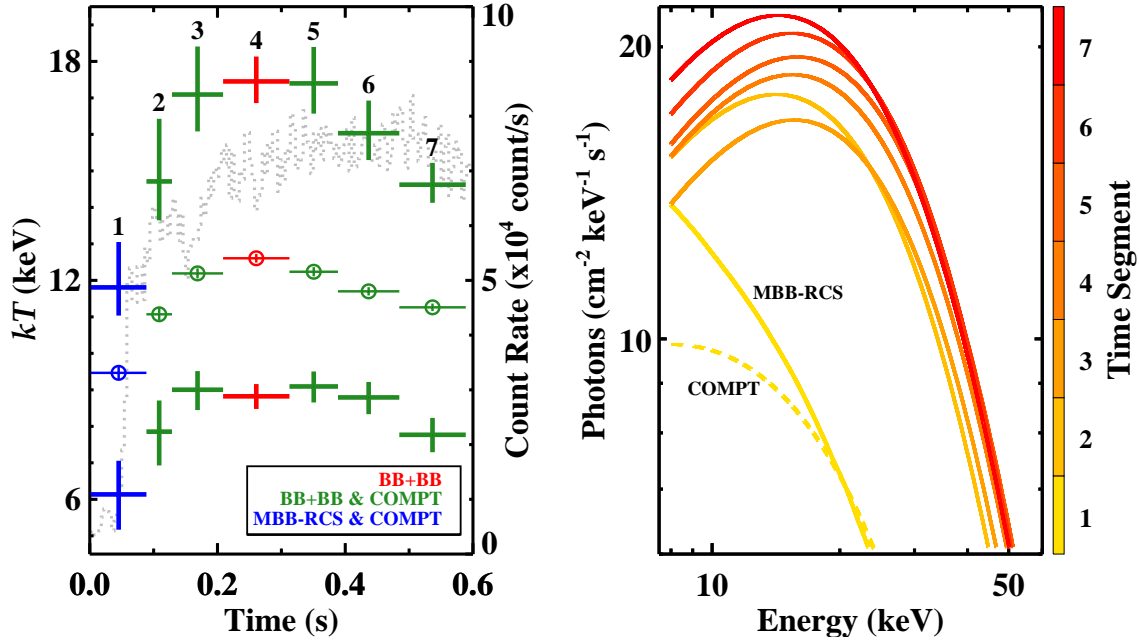 kT (keV)
18
12
6
1
2
3
4
5
6
7
BB+BB
BB+BB & COMPT
MBB-RCS & COMPT
0.0
0.2
0.4
0.6
Time (s)
10
5
0
Count Rate (x10⁴ count/s)
Photons (cm⁻² keV⁻¹ s⁻¹)
20
10
MBB-RCS
COMPT
10
50
Energy (keV)
7
6
5
4
3
2
1
Time Segment